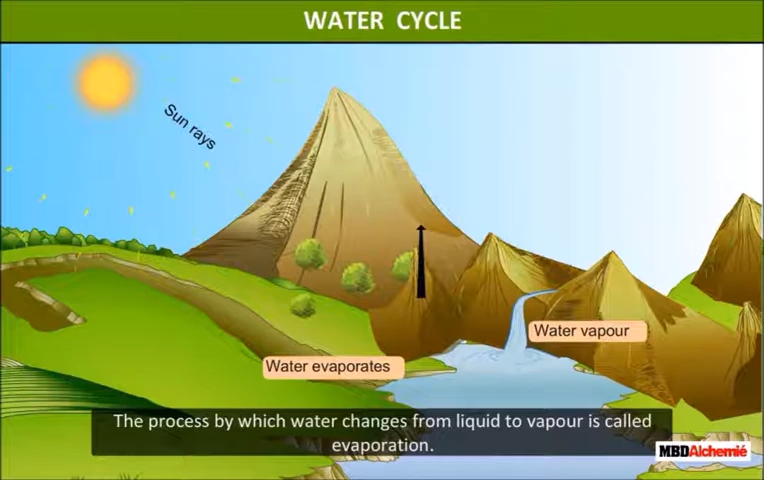 WATER CYCLE
Sun rays
Water vapour
Water evaporates
The process by which water changes from liquid to vapour is called
evaporation.
MBDAlchemié